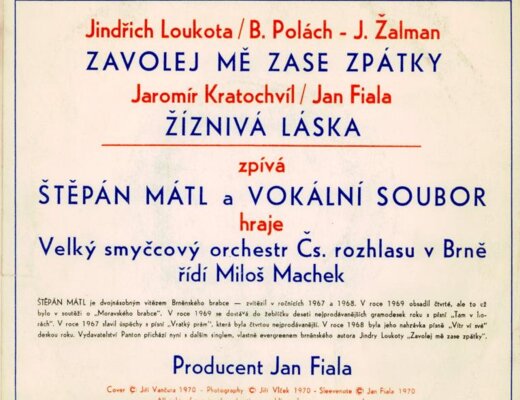 Jindřich Loukota / B. Polách - J. Žalman
ZAVOLEJ MĚ ZASE ZPÁTKY
Jaromír Kratochvíl / Jan Fiala
ŽÍZNIVÁ LÁSKA
zpívá
ŠTĚPÁN MÁTL a VOKÁLNÍ SOUBOR
hraje
Velký smyčcový orchestr Čs. rozhlasu v Brně
řídí Miloš Machek
ŠTĚPÁN MÁTL je dvojnásobným vítězem Brněnského brabce — zvítězil v ročnících 1967 a 1968. V roce 1969 obsadil čtvrté, ale to už
bylo v soutěži o „Moravského brabce". V roce 1969 se dostává do žebříčku deseti nejprodávanějších gramodesek roku s písní „Tam v ho-
rách". V roce 1967 slaví úspěchy s písní „Vratký prám", která byla čtvrtou nejprodávanější. V roce 1968 byla jeho nahrávka písně „Vítr ví své"
deskou roku. Vydavatelství Panton přichází nyní s dalším singlem, vlastně evergreenem brněnského autora Jindry Loukoty „Zavolej mě zase zpátky".
Producent Jan Fiala
Cover © Jiří Vančura 1970 - Photography © Jiří Vlček 1970 - Sleevenote © Jan Fiala 1970